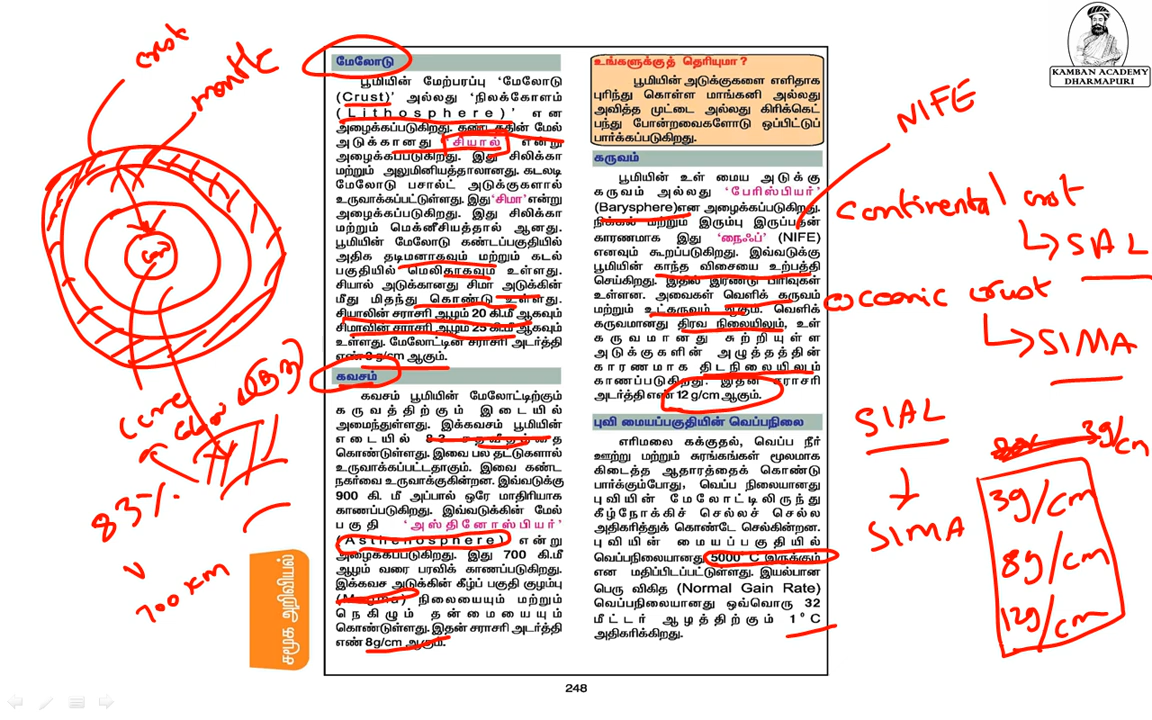 KAMBAN ACADEMY
DHARMAPURI
மேலோடு
பூமியின் மேற்பரப்பு 'மேலோடு
(Crust)' அல்லது 'நிலக்கோளம்
(Lithosphere)' என
அழைக்கப்படுகிறது. கண்டத்தின் மேல்
அடுக்கானது சியால் என்று
அழைக்கப்படுகிறது. இது சிலிக்கா
மற்றும் அலுமினியத்தாலானது. கடலடி
மேலோடு பசால்ட் அடுக்குகளால்
உருவாக்கப்பட்டுள்ளது. இது 'சிமா' என்று
அழைக்கப்படுகிறது. இது சிலிக்கா
மற்றும் மெக்னீசியத்தால் ஆனது.
பூமியின் மேலோடு கண்டப்பகுதியில்
அதிக தடிமனாகவும் மற்றும் கடல்
பகுதியில் மெலிதாகவும் உள்ளது.
சியால் அடுக்கானது சிமா அடுக்கின்
மீது மிதந்து கொண்டு உள்ளது.
சியாலின் சராசரி ஆழம் 20 கி.மீ ஆகவும்
சிமாவின் சராசரி ஆழம் 25 கி.மீ ஆகவும்
உள்ளது. மேலோட்டின் சராசரி அடர்த்தி
எண் 3g/cm ஆகும்.
கவசம்
கவசம் பூமியின் மேலோட்டிற்கும்
கருவத்திற்கும் இடையில்
அமைந்துள்ளது. இக்கவசம் பூமியின்
எடையில் 83 சதவீதத்தை
கொண்டுள்ளது. இவை பல தட்டுகளால்
உருவாக்கப்பட்டதாகும். இவை கண்ட
நகர்வை உருவாக்குகின்றன. இவ்வடுக்கு
900 கி. மீ அப்பால் ஒரே மாதிரியாக
காணப்படுகிறது. இவ்வடுக்கின் மேல்
பகுதி 'அஸ்தினோஸ்பியர்'
(Asthenosphere) என்று
அழைக்கப்படுகிறது. இது 700 கி.மீ
ஆழம் வரை பரவிக் காணப்படுகிறது.
இக்கவச அடுக்கின் கீழ்ப் பகுதி குழம்பு
(Magma) நிலையையும் மற்றும்
நெகிழும் தன்மையையும்
கொண்டுள்ளது. இதன் சராசரி அடர்த்தி
எண் 8g/cm ஆகும்.
உங்களுக்குத் தெரியுமா ?
பூமியின் அடுக்குகளை எளிதாக
புரிந்து கொள்ள மாங்கனி அல்லது
அவித்த முட்டை அல்லது கிரிக்கெட்
பந்து போன்றவைகளோடு ஒப்பிட்டுப்
பார்க்கப்படுகிறது.
கருவம்
பூமியின் உள் மைய அடுக்கு
கருவம் அல்லது 'பேரிஸ்பியர்'
(Barysphere)என அழைக்கப்படுகிறது.
நிக்கல் மற்றும் இரும்பு இருப்பதன்
காரணமாக இது 'நைஃப்' (NIFE)
எனவும் கூறப்படுகிறது. இவ்வடுக்கு
பூமியின் காந்த விசையை உற்பத்தி
செய்கிறது. இதில் இரண்டு பிரிவுகள்
உள்ளன. அவைகள் வெளிக் கருவம்
மற்றும் உட்கருவம் ஆகும். வெளிக்
கருவமானது திரவ நிலையிலும், உள்
கருவமானது சுற்றியுள்ள
அடுக்குகளின் அழுத்தத்தின்
காரணமாக திடநிலையிலும்
காணப்படுகிறது. இதன் சராசரி
அடர்த்தி எண் 12 g/cm ஆகும்.
புவி மையப்பகுதியின் வெப்பநிலை
எரிமலை கக்குதல், வெப்ப நீர்
ஊற்று மற்றும் சுரங்கங்கள் மூலமாக
கிடைத்த ஆதாரத்தைக் கொண்டு
பார்க்கும்போது, வெப்ப நிலையானது
புவியின் மேலோட்டிலிருந்து
கீழ்நோக்கிச் செல்லச் செல்ல
அதிகரித்துக் கொண்டே செல்கின்றன.
புவியின் மையப்பகுதியில்
வெப்பநிலையானது 5000°C இருக்கும்
என மதிப்பிடப்பட்டுள்ளது. இயல்பான
பெரு விகித (Normal Gain Rate)
வெப்பநிலையானது ஒவ்வொரு 32
மீட்டர் ஆழத்திற்கும் 1°C
அதிகரிக்கிறது.
சமூக அறிவியல்
248
crust
mantle
core
core
83%
700 km
NIFE
continental crust
SIAL
oceanic crust
SIMA
SIAL
SIMA
3g/cm
3g/cm
8g/cm
12g/cm